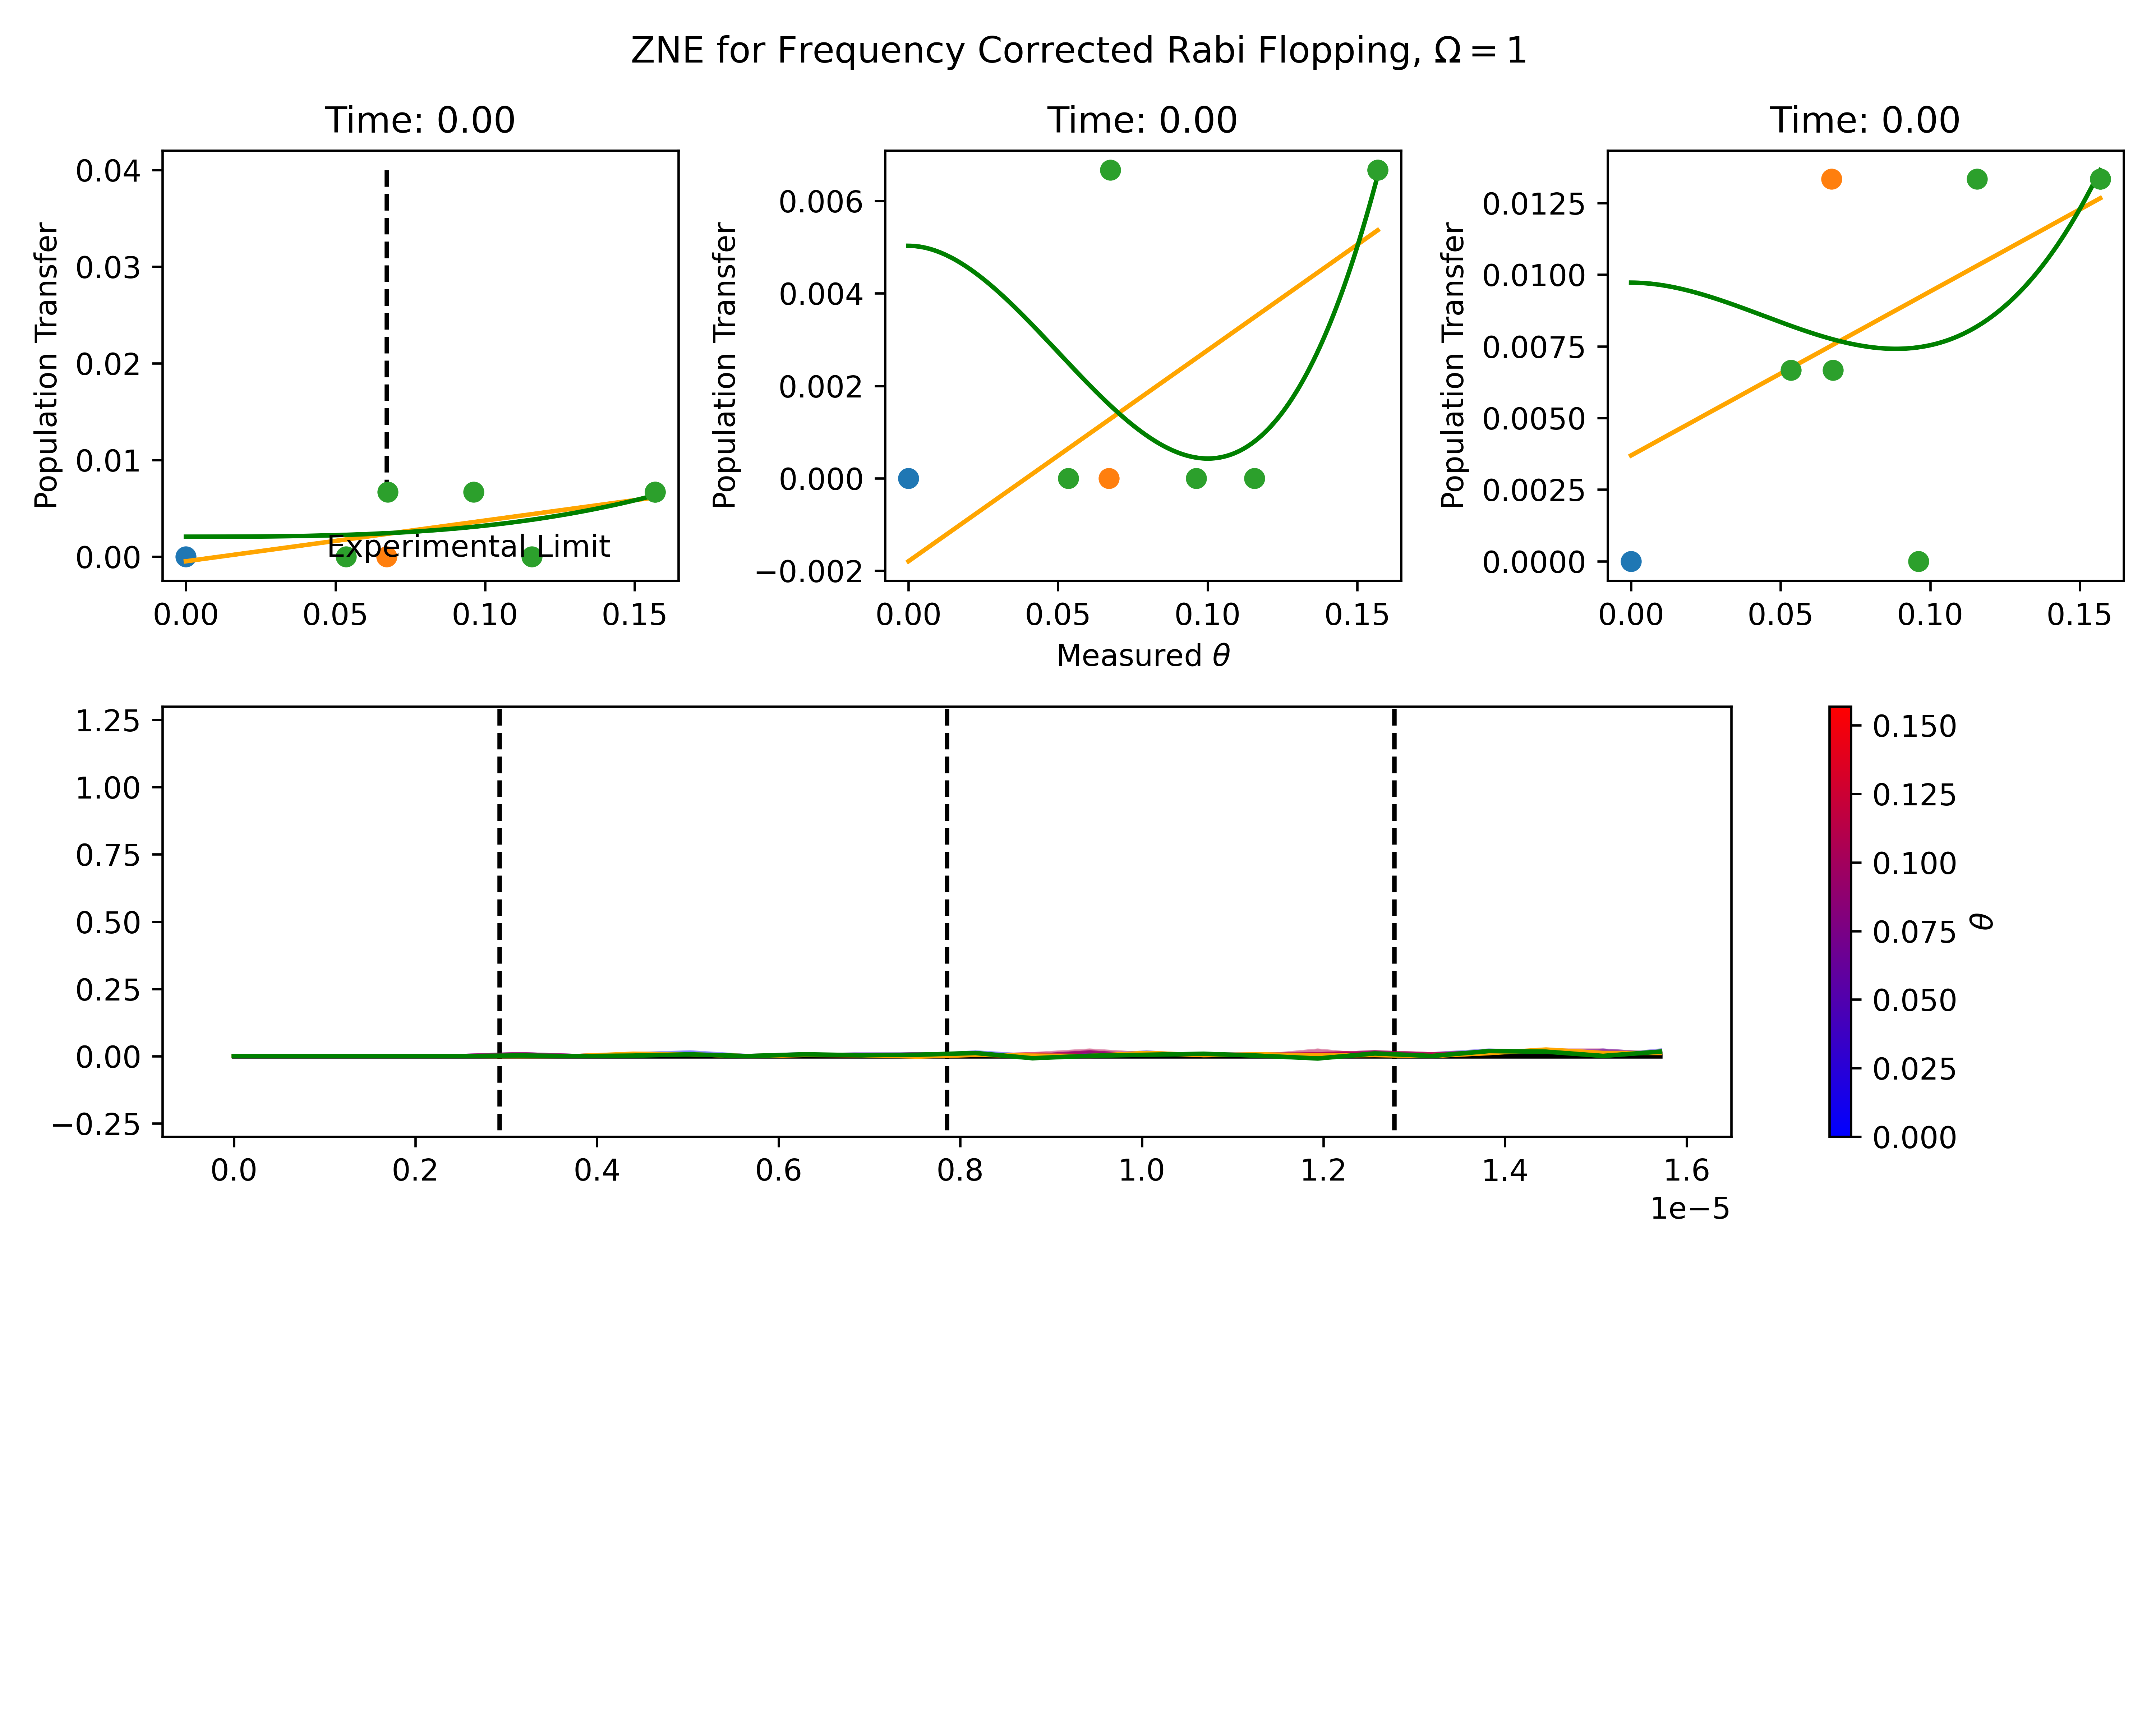 ZNE for Frequency Corrected Rabi Flopping, Ω = 1
Time: 0.00
Time: 0.00
Time: 0.00
Population Transfer
0.04
0.03
0.02
0.01
0.00
Experimental Limit
0.00 0.05 0.10 0.15
Population Transfer
0.006
0.004
0.002
0.000
−0.002
0.00 0.05 0.10 0.15
Measured θ
Population Transfer
0.0125
0.0100
0.0075
0.0050
0.0025
0.0000
0.00 0.05 0.10 0.15
1.25
1.00
0.75
0.50
0.25
0.00
−0.25
0.0 0.2 0.4 0.6 0.8 1.0 1.2 1.4 1.6
1e−5
0.150
0.125
0.100
0.075
0.050
0.025
0.000
θ